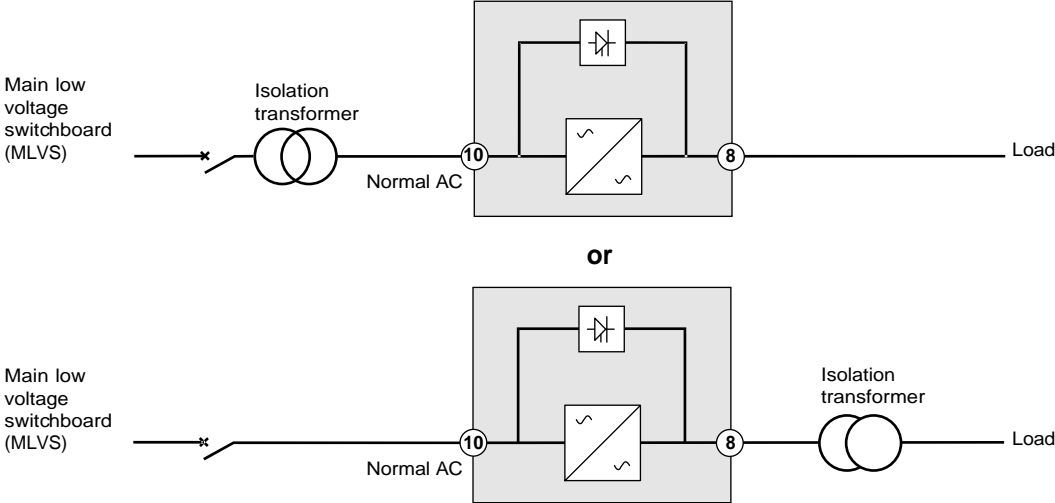 Main low
voltage
switchboard
(MLVS)
Isolation
transformer
10
Normal AC
8
Load
or
Main low
voltage
switchboard
(MLVS)
10
Normal AC
8
Isolation
transformer
Load